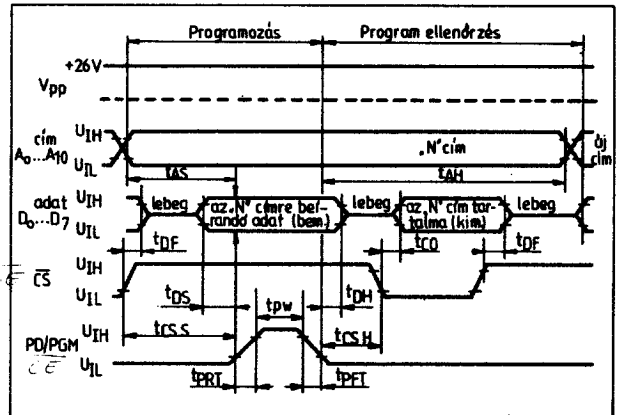 Programozás Program ellenőrzés
+26V
Vpp
cím A₀...A10 UIH UIL „N" cím új cím
tAS tAH
adat D₀...D7 UIH UIL lebeg az „N" címre beírandó adat (bem) lebeg az „N" cím tartalma (kim) lebeg
tDF tCO tDF
CS UIH UIL
tDS tpw tDH
tCSS tCSH
PD/PGM UIH UIL
CE
tPRT tPFT